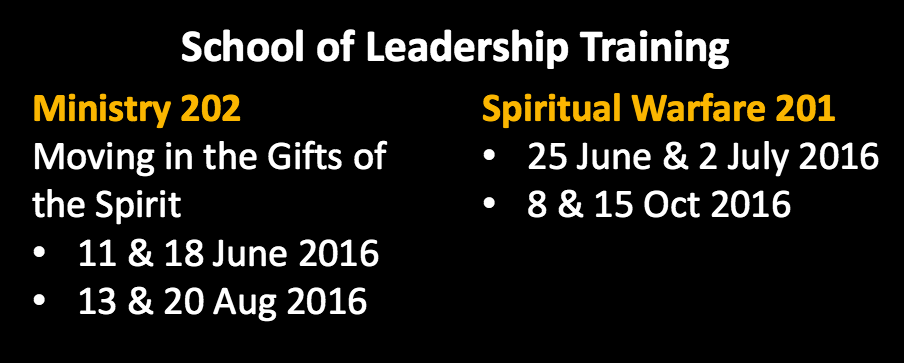 School of Leadership Training
Ministry 202
Moving in the Gifts of
the Spirit
• 11 & 18 June 2016
• 13 & 20 Aug 2016
Spiritual Warfare 201
• 25 June & 2 July 2016
• 8 & 15 Oct 2016